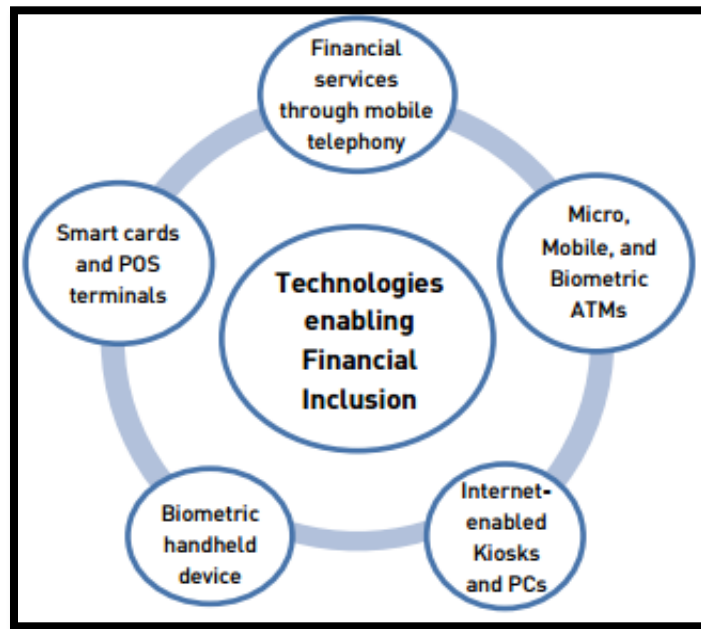 Financial
services
through mobile
telephony
Micro,
Mobile, and
Biometric
ATMs
Internet-
enabled
Kiosks
and PCs
Biometric
handheld
device
Smart cards
and POS
terminals
Technologies
enabling
Financial
Inclusion